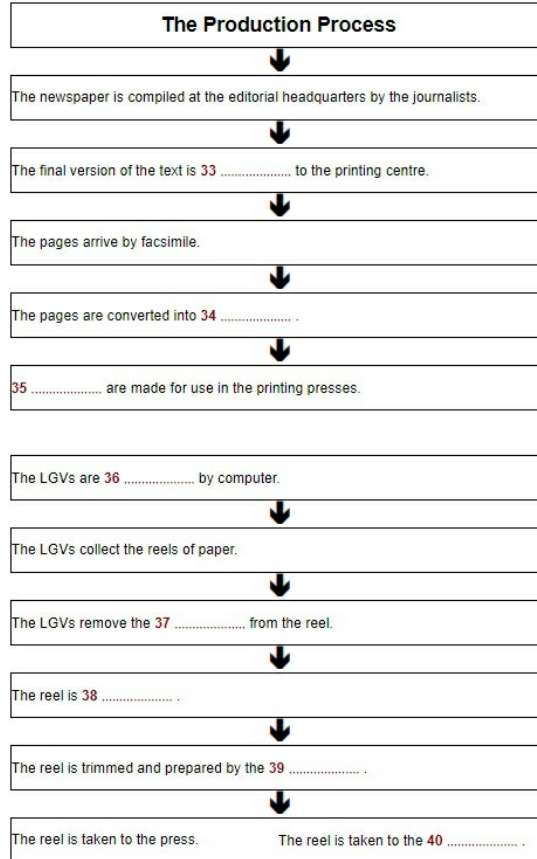 The Production Process
The newspaper is compiled at the editorial headquarters by the journalists.
The final version of the text is 33 .................... to the printing centre.
The pages arrive by facsimile.
The pages are converted into 34 .................... .
35 .................... are made for use in the printing presses.
The LGVs are 36 .................... by computer.
The LGVs collect the reels of paper.
The LGVs remove the 37 .................... from the reel.
The reel is 38 .................... .
The reel is trimmed and prepared by the 39 .................... .
The reel is taken to the press. The reel is taken to the 40 .................... .